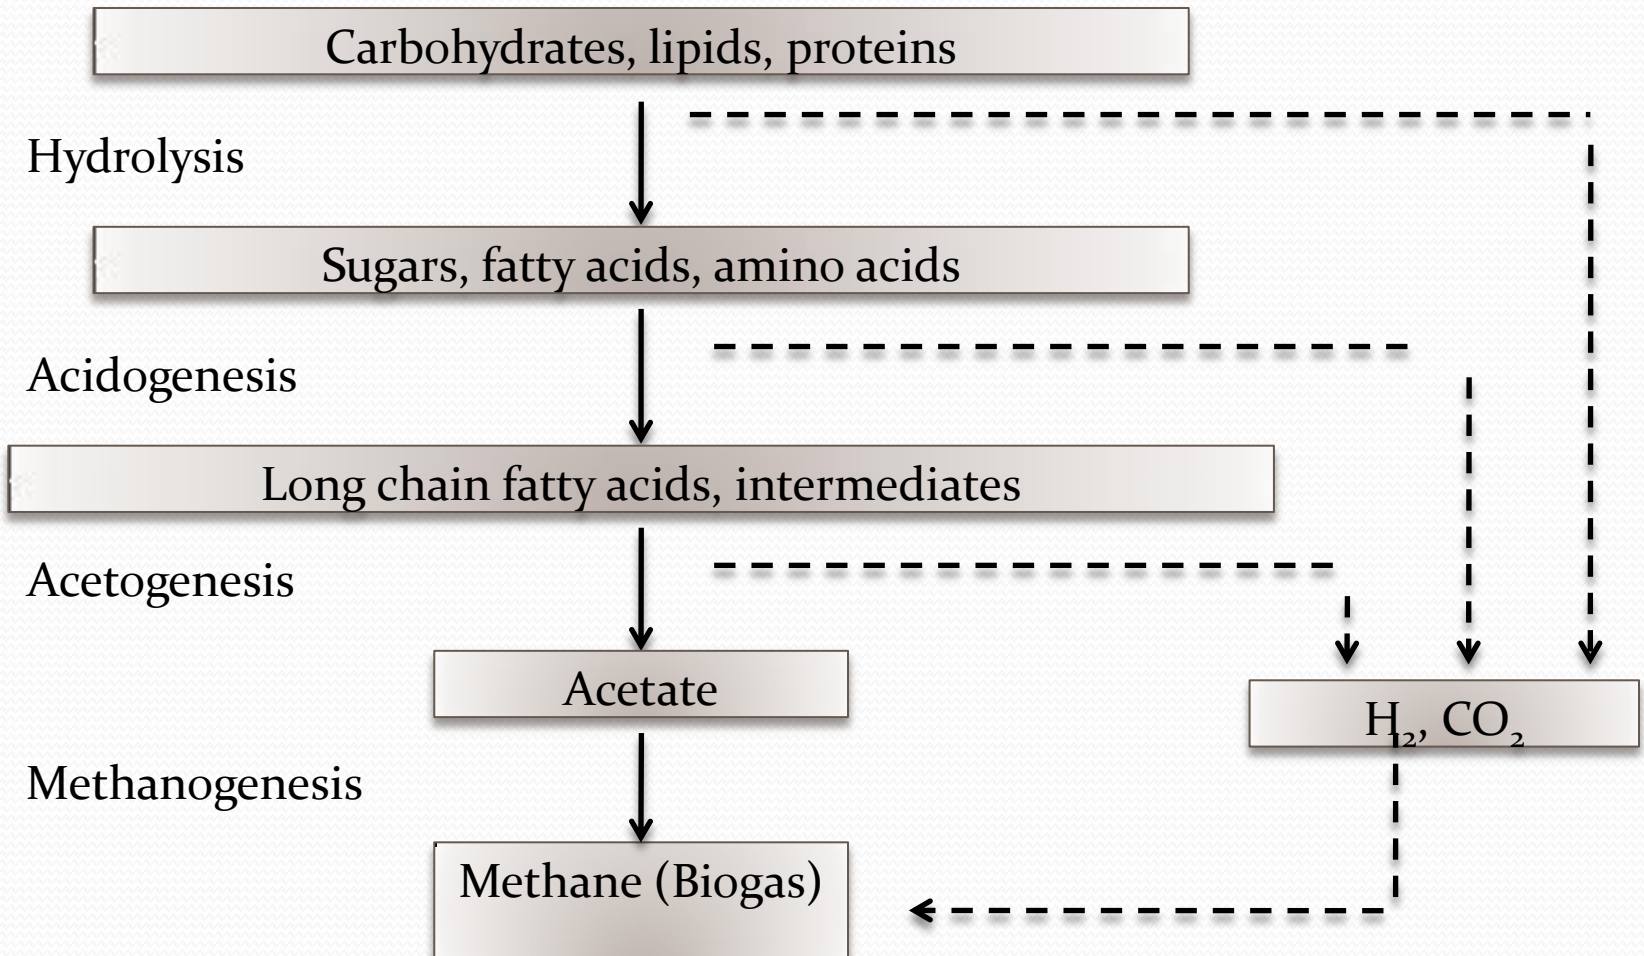 Carbohydrates, lipids, proteins
Hydrolysis
Sugars, fatty acids, amino acids
Acidogenesis
Long chain fatty acids, intermediates
Acetogenesis
Acetate
H₂, CO₂
Methanogenesis
Methane (Biogas)